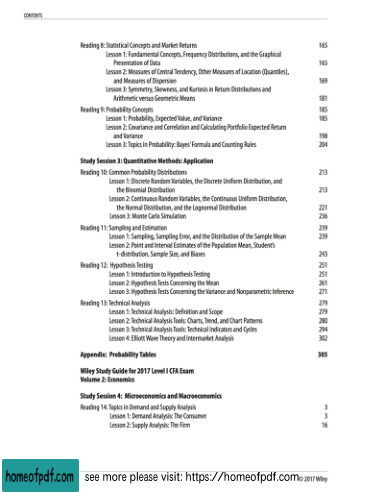 CONTENTS
Reading 8: Statistical Concepts and Market Returns 165
Lesson 1: Fundamental Concepts, Frequency Distributions, and the Graphical
Presentation of Data 165
Lesson 2: Measures of Central Tendency, Other Measures of Location (Quantiles),
and Measures of Dispersion 169
Lesson 3: Symmetry, Skewness, and Kurtosis in Return Distributions and
Arithmetic versus Geometric Means 181
Reading 9: Probability Concepts 185
Lesson 1: Probability, Expected Value, and Variance 185
Lesson 2: Covariance and Correlation and Calculating Portfolio Expected Return
and Variance 198
Lesson 3: Topics in Probability: Bayes' Formula and Counting Rules 204
Study Session 3: Quantitative Methods: Application
Reading 10: Common Probability Distributions 213
Lesson 1: Discrete Random Variables, the Discrete Uniform Distribution, and
the Binomial Distribution 213
Lesson 2: Continuous Random Variables, the Continuous Uniform Distribution,
the Normal Distribution, and the Lognormal Distribution 221
Lesson 3: Monte Carlo Simulation 236
Reading 11: Sampling and Estimation 239
Lesson 1: Sampling, Sampling Error, and the Distribution of the Sample Mean 239
Lesson 2: Point and Interval Estimates of the Population Mean, Student's
t-distribution, Sample Size, and Biases 243
Reading 12: Hypothesis Testing 251
Lesson 1: Introduction to Hypothesis Testing 251
Lesson 2: Hypothesis Tests Concerning the Mean 261
Lesson 3: Hypothesis Tests Concerning the Variance and Nonparametric Inference 271
Reading 13: Technical Analysis 279
Lesson 1: Technical Analysis: Definition and Scope 279
Lesson 2: Technical Analysis Tools: Charts, Trend, and Chart Patterns 280
Lesson 3: Technical Analysis Tools: Technical Indicators and Cycles 294
Lesson 4: Elliott Wave Theory and Intermarket Analysis 302
Appendix: Probability Tables 305
Wiley Study Guide for 2017 Level I CFA Exam
Volume 2: Economics
Study Session 4: Microeconomics and Macroeconomics
Reading 14: Topics in Demand and Supply Analysis 3
Lesson 1: Demand Analysis: The Consumer 3
Lesson 2: Supply Analysis: The Firm 16
homeofpdf.com see more please visit: https://homeofpdf.com © 2017 Wiley